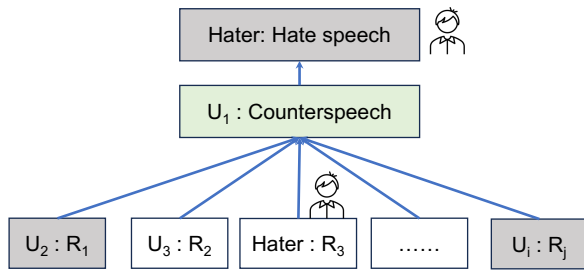 Hater: Hate speech
U₁ : Counterspeech
U₂ : R₁
U₃ : R₂
Hater : R₃
......
Uᵢ : Rⱼ